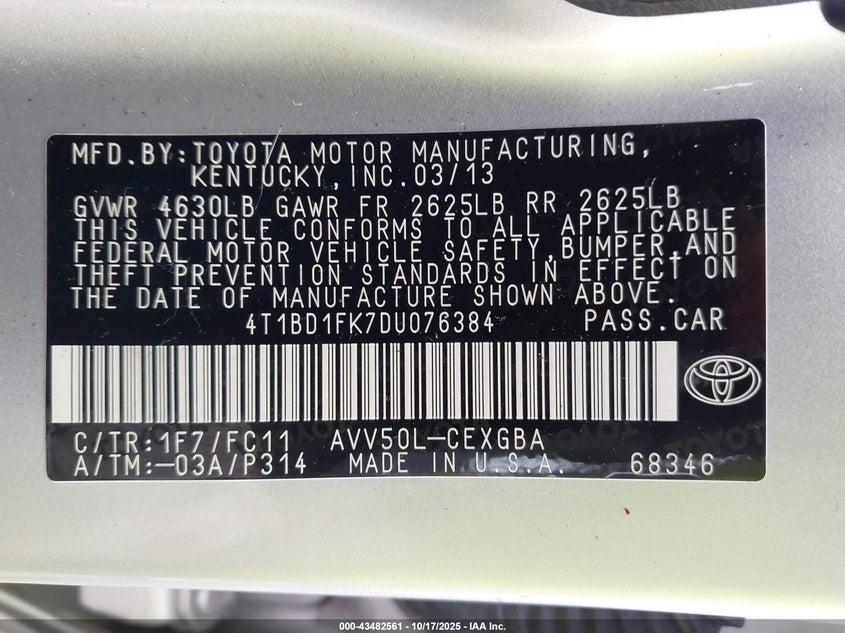 MFD.BY:TOYOTA MOTOR MANUFACTURING,
KENTUCKY,INC.03/13
GVWR 4630LB GAWR FR 2625LB RR 2625LB
THIS VEHICLE CONFORMS TO ALL APPLICABLE
FEDERAL MOTOR VEHICLE SAFETY,BUMPER,AND
THEFT PREVENTION STANDARDS IN EFFECT ON
THE DATE OF MANUFACTURE SHOWN ABOVE.
4T1BD1FK7DU076384 PASS.CAR
C/TR:1F7/FC11 AVV50L-CEXGBA
A/TM:-03A/P314 MADE IN U.S.A. 68346
000-43482561 - 10/17/2025 - IAA Inc.